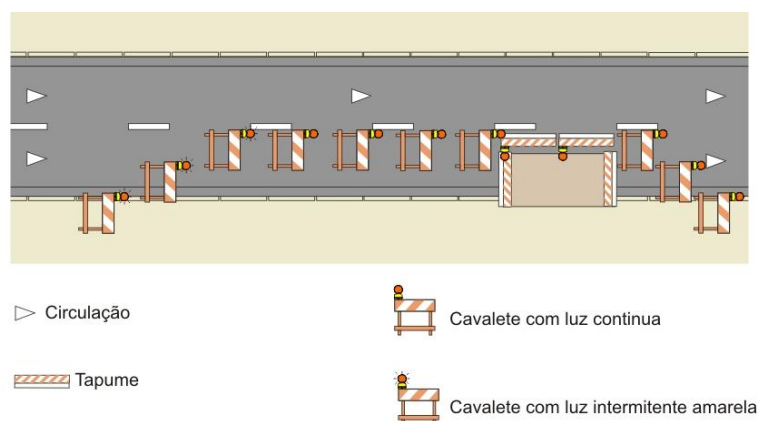 Circulação
Cavalete com luz continua
Tapume
Cavalete com luz intermitente amarela